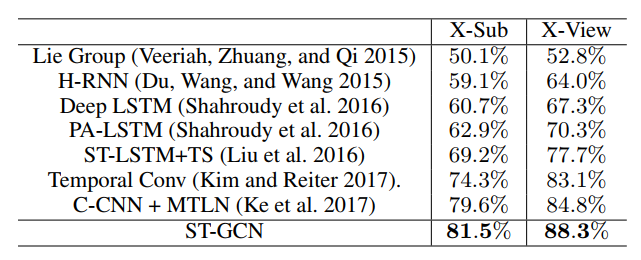 X-Sub X-View
Lie Group (Veeriah, Zhuang, and Qi 2015) 50.1% 52.8%
H-RNN (Du, Wang, and Wang 2015) 59.1% 64.0%
Deep LSTM (Shahroudy et al. 2016) 60.7% 67.3%
PA-LSTM (Shahroudy et al. 2016) 62.9% 70.3%
ST-LSTM+TS (Liu et al. 2016) 69.2% 77.7%
Temporal Conv (Kim and Reiter 2017). 74.3% 83.1%
C-CNN + MTLN (Ke et al. 2017) 79.6% 84.8%
ST-GCN 81.5% 88.3%